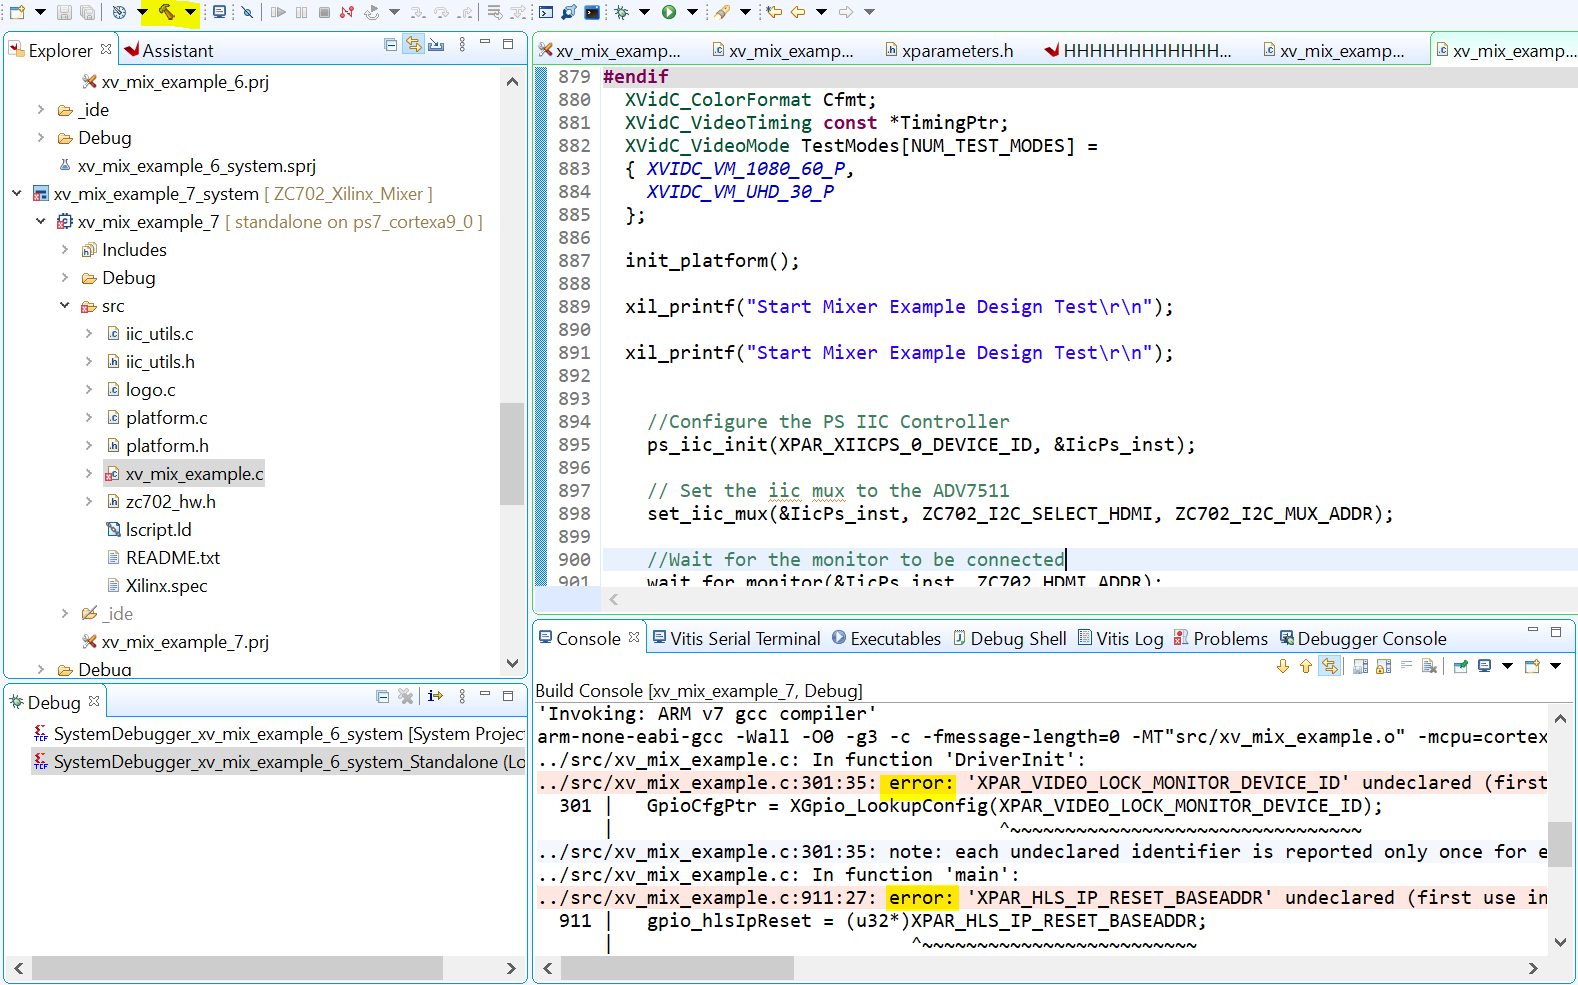 Explorer
Assistant
xv_mix_example_6.prj
_ide
Debug
xv_mix_example_6_system.sprj
xv_mix_example_7_system [ ZC702_Xilinx_Mixer ]
xv_mix_example_7 [ standalone on ps7_cortexa9_0 ]
Includes
Debug
src
iic_utils.c
iic_utils.h
logo.c
platform.c
platform.h
xv_mix_example.c
zc702_hw.h
lscript.ld
README.txt
Xilinx.spec
_ide
xv_mix_example_7.prj
Debug
Debug
SystemDebugger_xv_mix_example_6_system [System Projec
SystemDebugger_xv_mix_example_6_system_Standalone (Lo
xv_mix_examp... xv_mix_examp... xparameters.h HHHHHHHHHHHH... xv_mix_examp... xv_mix_examp...
879 #endif
880 XVidC_ColorFormat Cfmt;
881 XVidC_VideoTiming const *TimingPtr;
882 XVidC_VideoMode TestModes[NUM_TEST_MODES] =
883 { XVIDC_VM_1080_60_P,
884 XVIDC_VM_UHD_30_P
885 };
886
887 init_platform();
888
889 xil_printf("Start Mixer Example Design Test\r\n");
890
891 xil_printf("Start Mixer Example Design Test\r\n");
892
893
894 //Configure the PS IIC Controller
895 ps_iic_init(XPAR_XIICPS_0_DEVICE_ID, &IicPs_inst);
896
897 // Set the iic mux to the ADV7511
898 set_iic_mux(&IicPs_inst, ZC702_I2C_SELECT_HDMI, ZC702_I2C_MUX_ADDR);
899
900 //Wait for the monitor to be connected
901 wait_for_monitor(&IicPs_inst, ZC702_HDMI_ADDR);
Console Vitis Serial Terminal Executables Debug Shell Vitis Log Problems Debugger Console
Build Console [xv_mix_example_7, Debug]
'Invoking: ARM v7 gcc compiler'
arm-none-eabi-gcc -Wall -O0 -g3 -c -fmessage-length=0 -MT"src/xv_mix_example.o" -mcpu=cortex
../src/xv_mix_example.c: In function 'DriverInit':
../src/xv_mix_example.c:301:35: error: 'XPAR_VIDEO_LOCK_MONITOR_DEVICE_ID' undeclared (first
301 | GpioCfgPtr = XGpio_LookupConfig(XPAR_VIDEO_LOCK_MONITOR_DEVICE_ID);
| ^~~~~~~~~~~~~~~~~~~~~~~~~~~~~~~~~
../src/xv_mix_example.c:301:35: note: each undeclared identifier is reported only once for e
../src/xv_mix_example.c: In function 'main':
../src/xv_mix_example.c:911:27: error: 'XPAR_HLS_IP_RESET_BASEADDR' undeclared (first use in
911 | gpio_hlsIpReset = (u32*)XPAR_HLS_IP_RESET_BASEADDR;
| ^~~~~~~~~~~~~~~~~~~~~~~~~~